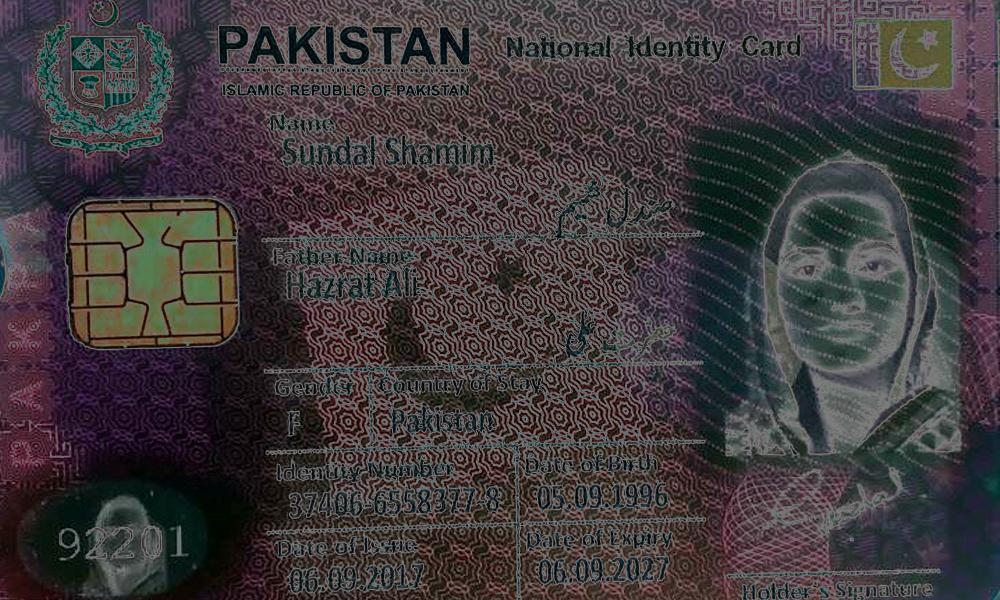 PAKISTAN National Identity Card
ISLAMIC REPUBLIC OF PAKISTAN
Name
Sundal Shamim
صندل شمیم
Father Name
Hazrat Ali
حضرت علی
Gender Country of Stay
F Pakistan
Identity Number Date of Birth
37406-6558377-8 05.09.1996
Date of Issue Date of Expiry
06.09.2017 06.09.2027
92201
Holder's Signature